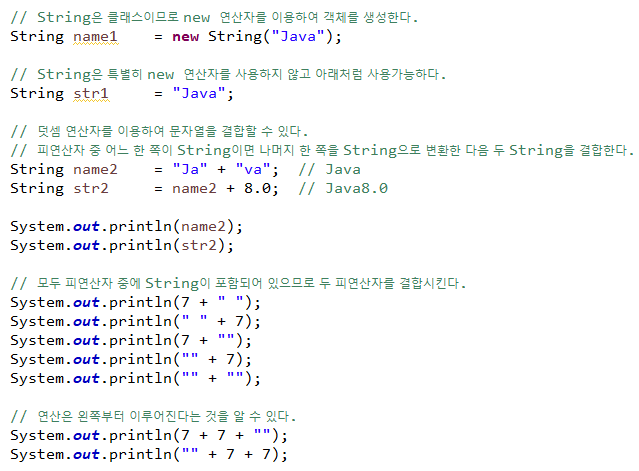 // String은 클래스이므로 new 연산자를 이용하여 객체를 생성한다.
String name1    = new String("Java");
// String은 특별히 new 연산자를 사용하지 않고 아래처럼 사용가능하다.
String str1     = "Java";
// 덧셈 연산자를 이용하여 문자열을 결합할 수 있다.
// 피연산자 중 어느 한 쪽이 String이면 나머지 한 쪽을 String으로 변환한 다음 두 String을 결합한다.
String name2    = "Ja" + "va";  // Java
String str2     = name2 + 8.0;  // Java8.0
System.out.println(name2);
System.out.println(str2);
// 모두 피연산자 중에 String이 포함되어 있으므로 두 피연산자를 결합시킨다.
System.out.println(7 + " ");
System.out.println(" " + 7);
System.out.println(7 + "");
System.out.println("" + 7);
System.out.println("" + "");
// 연산은 왼쪽부터 이루어진다는 것을 알 수 있다.
System.out.println(7 + 7 + "");
System.out.println("" + 7 + 7);